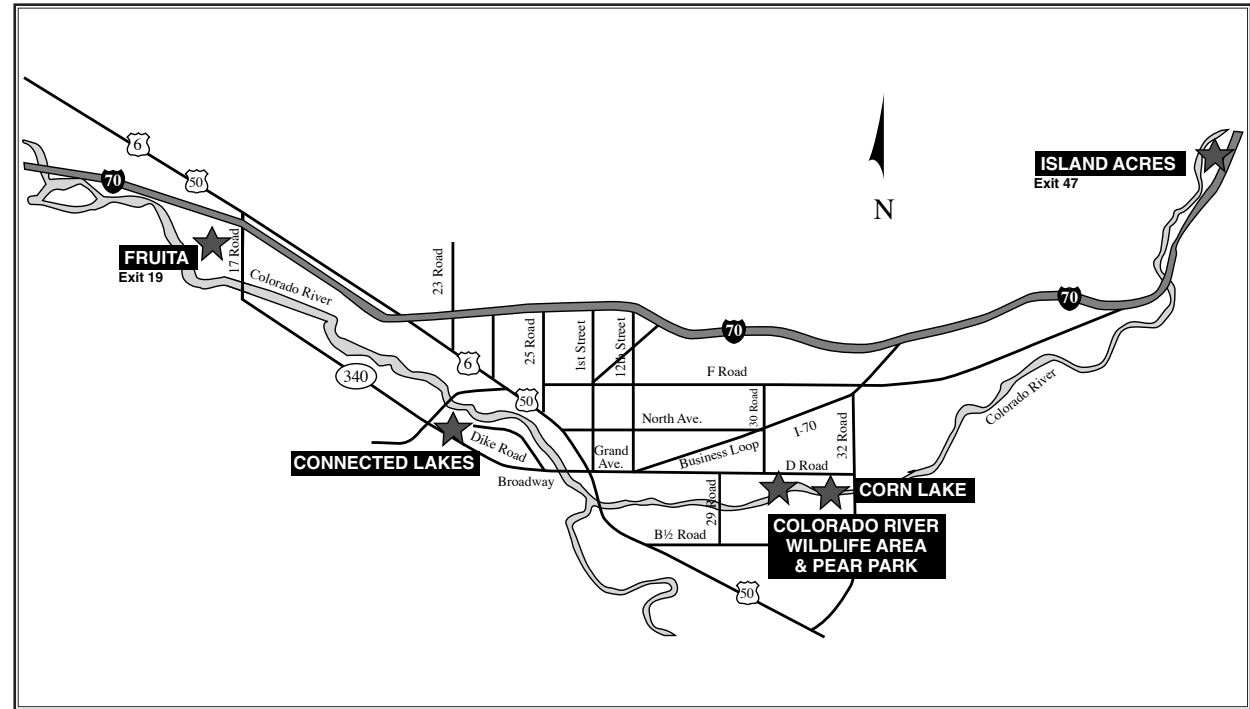 6
50
70
ISLAND ACRES
Exit 47
N
FRUITA
Exit 19
17 Road
Colorado River
23 Road
70
25 Road
1st Street
12th Street
70
6
340
F Road
50
30 Road
North Ave.
Colorado River
I-70
Business Loop
32 Road
Dike Road
Grand
Ave.
CONNECTED LAKES
D Road
Broadway
CORN LAKE
29 Road
COLORADO RIVER
WILDLIFE AREA
& PEAR PARK
B½ Road
50